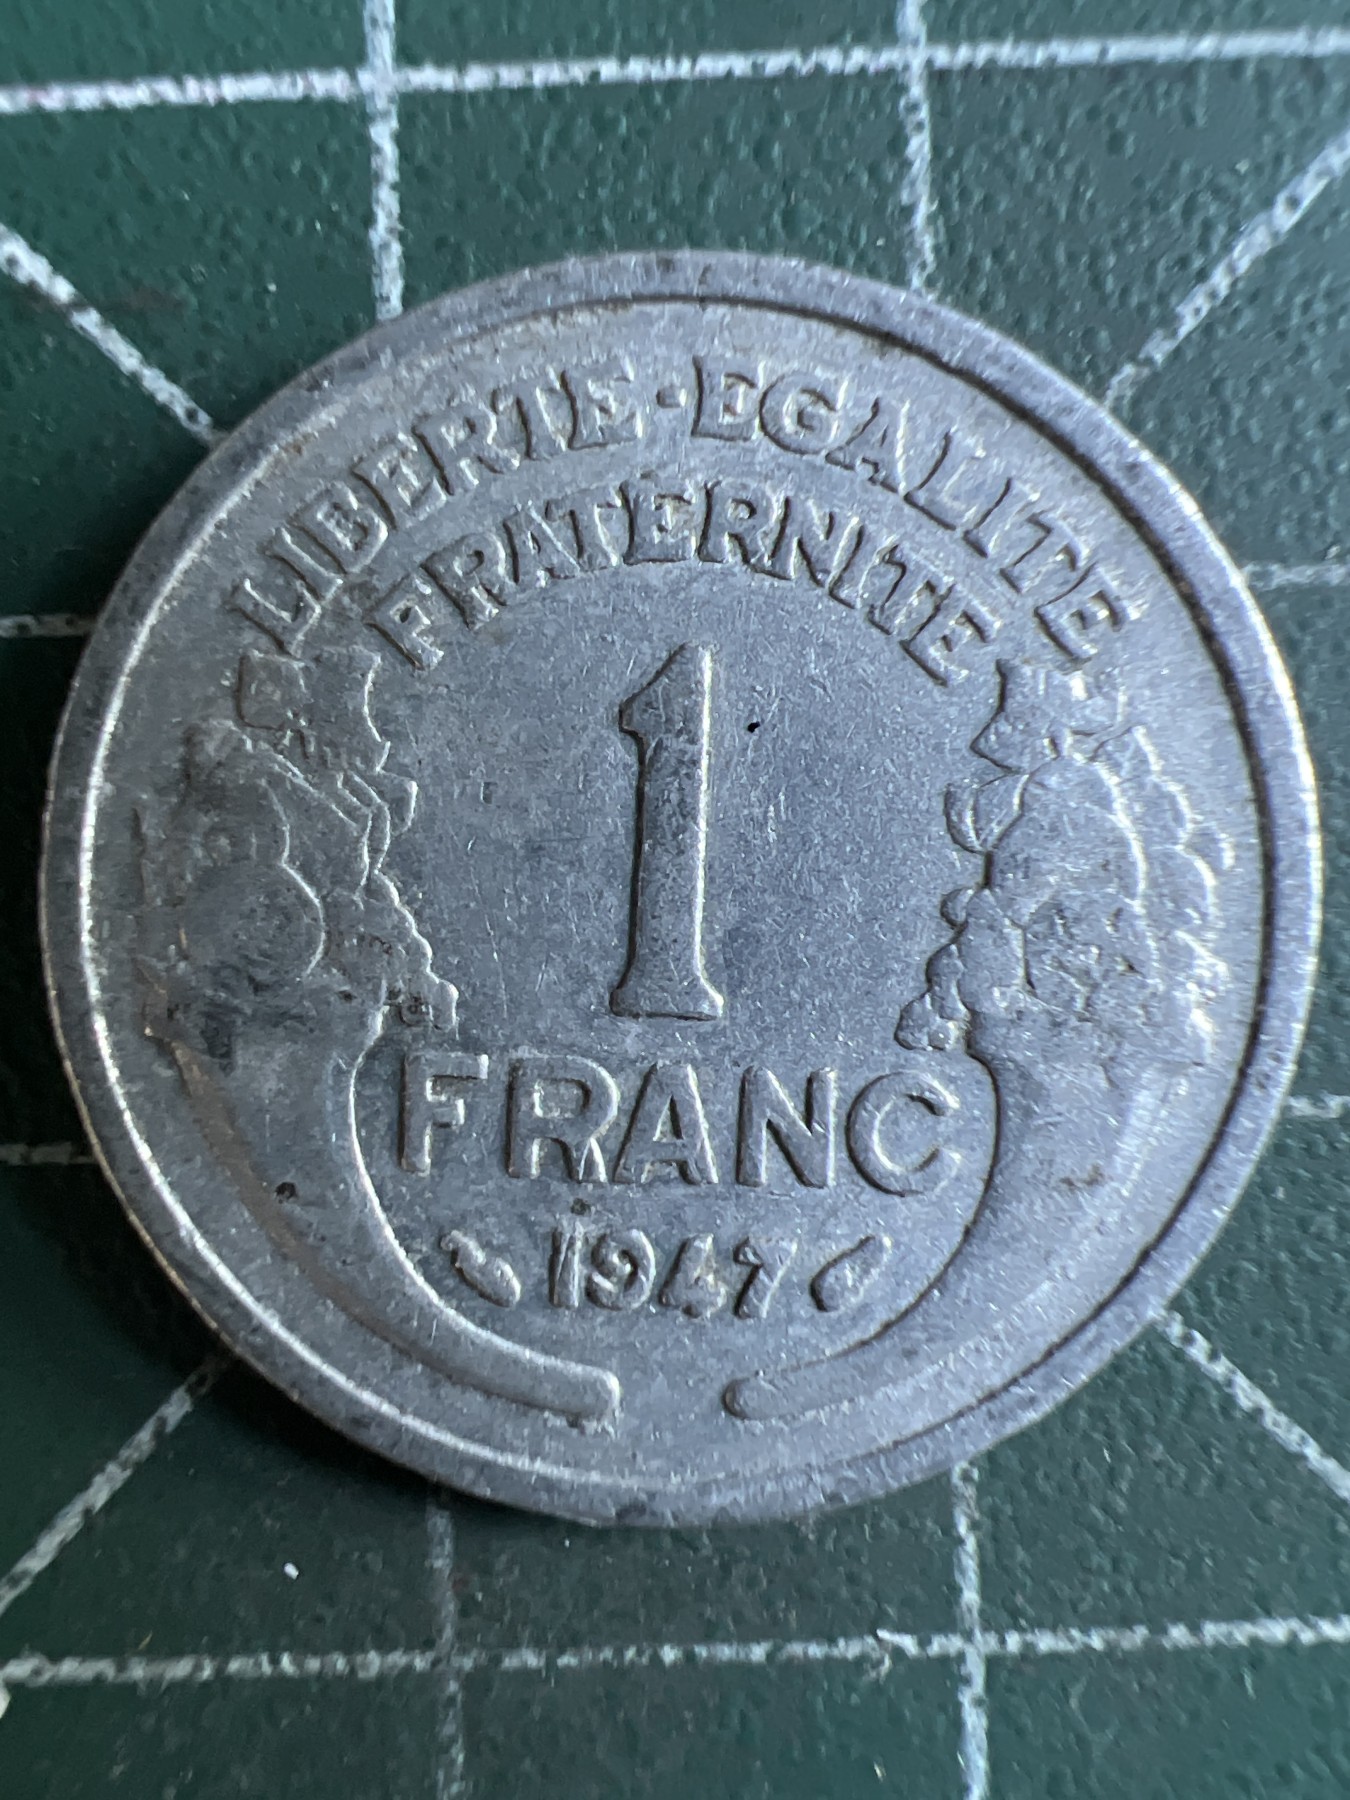 LIBERTE·EGALITE
FRATERNITE
1
FRANC
1947